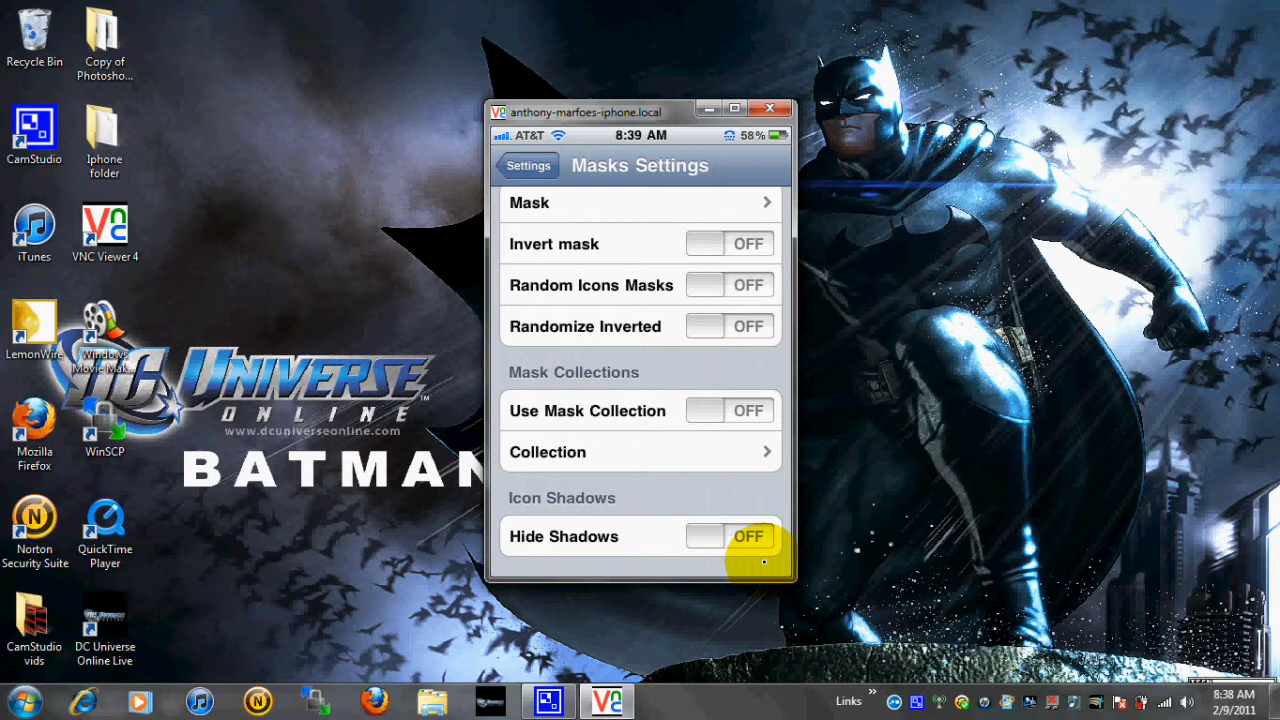 Recycle Bin
Copy of
Photosho...
CamStudio
Iphone
folder
iTunes
VNC Viewer 4
LemonWire
Windows
Movie Mak...
Mozilla
Firefox
WinSCP
Norton
Security Suite
QuickTime
Player
CamStudio
vids
DC Universe
Online Live
DC UNIVERSE
ONLINE
www.dcuniverseonline.com
BATMAN
anthony-marfoes-iphone.local
AT&T 8:39 AM 58%
Settings Masks Settings
Mask
Invert mask OFF
Random Icons Masks OFF
Randomize Inverted OFF
Mask Collections
Use Mask Collection OFF
Collection
Icon Shadows
Hide Shadows OFF
Links
8:38 AM
2/9/2011